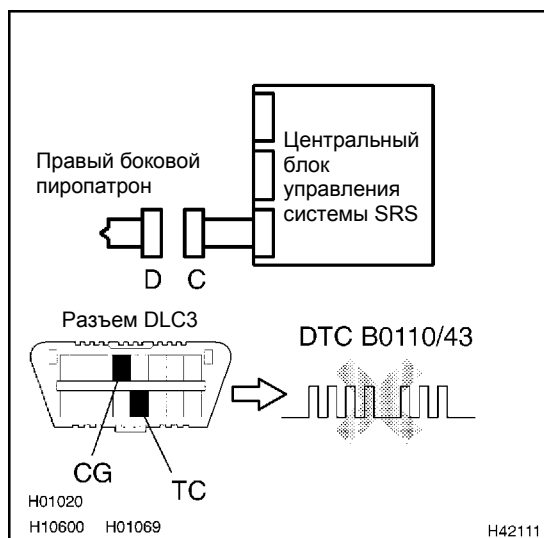 Правый боковой
пиропатрон
Центральный
блок
управления
системы SRS
D C
Разъем DLC3
DTC B0110/43
CG
TC
H01020
H10600 H01069
H42111